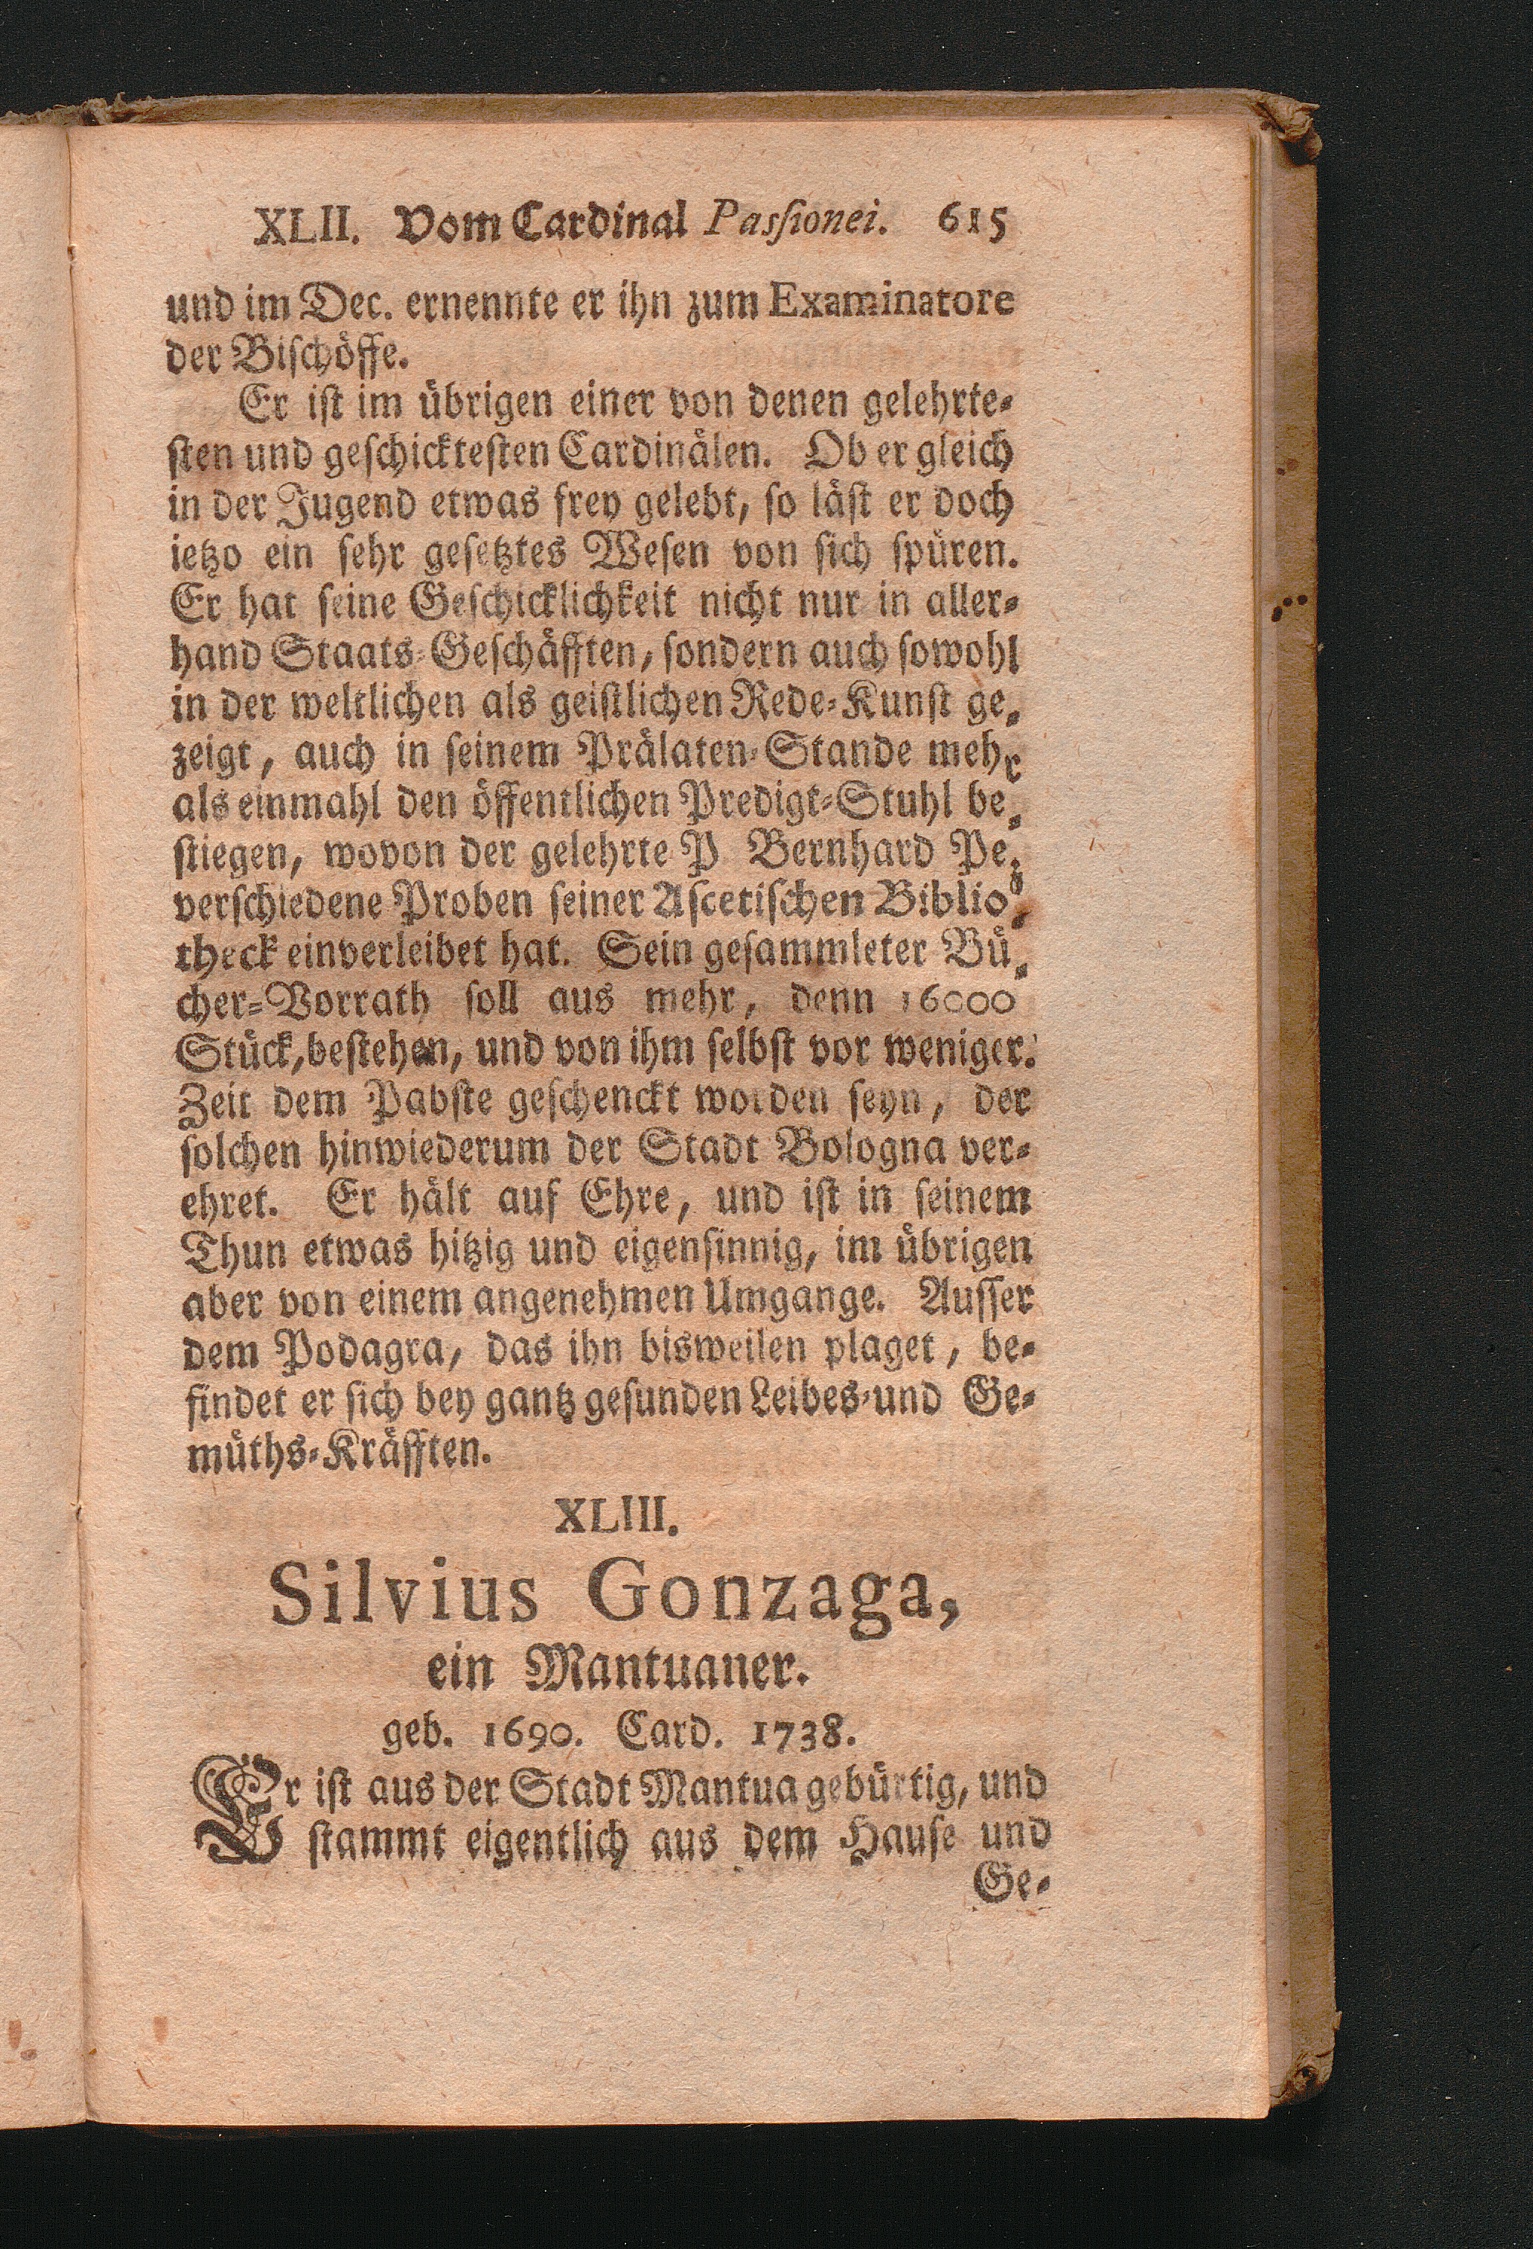 XLII. Vom Cardinal Passionei. 615
und im Dec. ernennte er ihn zum Examinatore
der Bischöffe.
Er ist im übrigen einer von denen gelehrte-
sten und geschicktesten Cardinälen. Ob er gleich
in der Jugend etwas frey gelebt, so läst er doch
ietzo ein sehr gesetztes Wesen von sich spüren.
Er hat seine Geschicklichkeit nicht nur in aller-
hand Staats-Geschäfften, sondern auch sowohl
in der weltlichen als geistlichen Rede-Kunst ge-
zeigt, auch in seinem Prälaten-Stande mehr
als einmahl den öffentlichen Predigt-Stuhl be-
stiegen, wovon der gelehrte P Bernhard Pez
verschiedene Proben seiner Ascetischen Biblio-
theck einverleibet hat. Sein gesammleter Bü-
cher-Vorrath soll aus mehr, denn 16000
Stück, bestehen, und von ihm selbst vor weniger
Zeit dem Pabste geschenckt worden seyn, der
solchen hinwiederum der Stadt Bologna ver-
ehret. Er hält auf Ehre, und ist in seinem
Thun etwas hitzig und eigensinnig, im übrigen
aber von einem angenehmen Umgange. Ausser
dem Podagra, das ihn bisweilen plaget, be-
findet er sich bey gantz gesunden Leibes-und Ge-
müths-Kräfften.
XLIII.
Silvius Gonzaga,
ein Mantuaner.
geb. 1690. Card. 1738.
Er ist aus der Stadt Mantua gebürtig, und
stammt eigentlich aus dem Hause und
Ge-